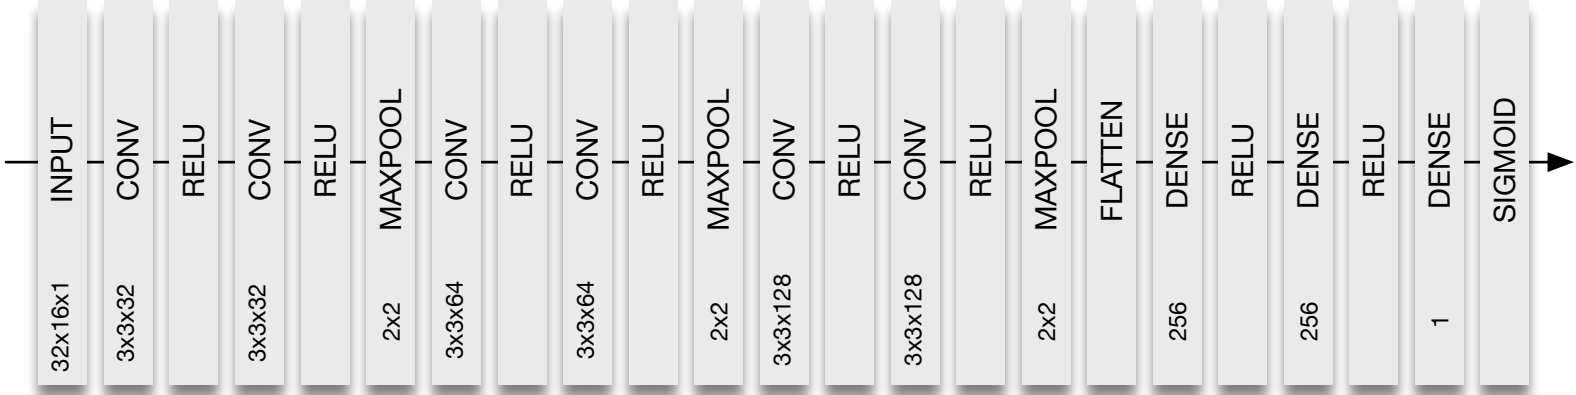 INPUT
CONV
RELU
CONV
RELU
MAXPOOL
CONV
RELU
CONV
RELU
MAXPOOL
CONV
RELU
CONV
RELU
MAXPOOL
FLATTEN
DENSE
RELU
DENSE
RELU
DENSE
SIGMOID
32x16x1
3x3x32
3x3x32
2x2
3x3x64
3x3x64
2x2
3x3x128
3x3x128
2x2
256
256
1